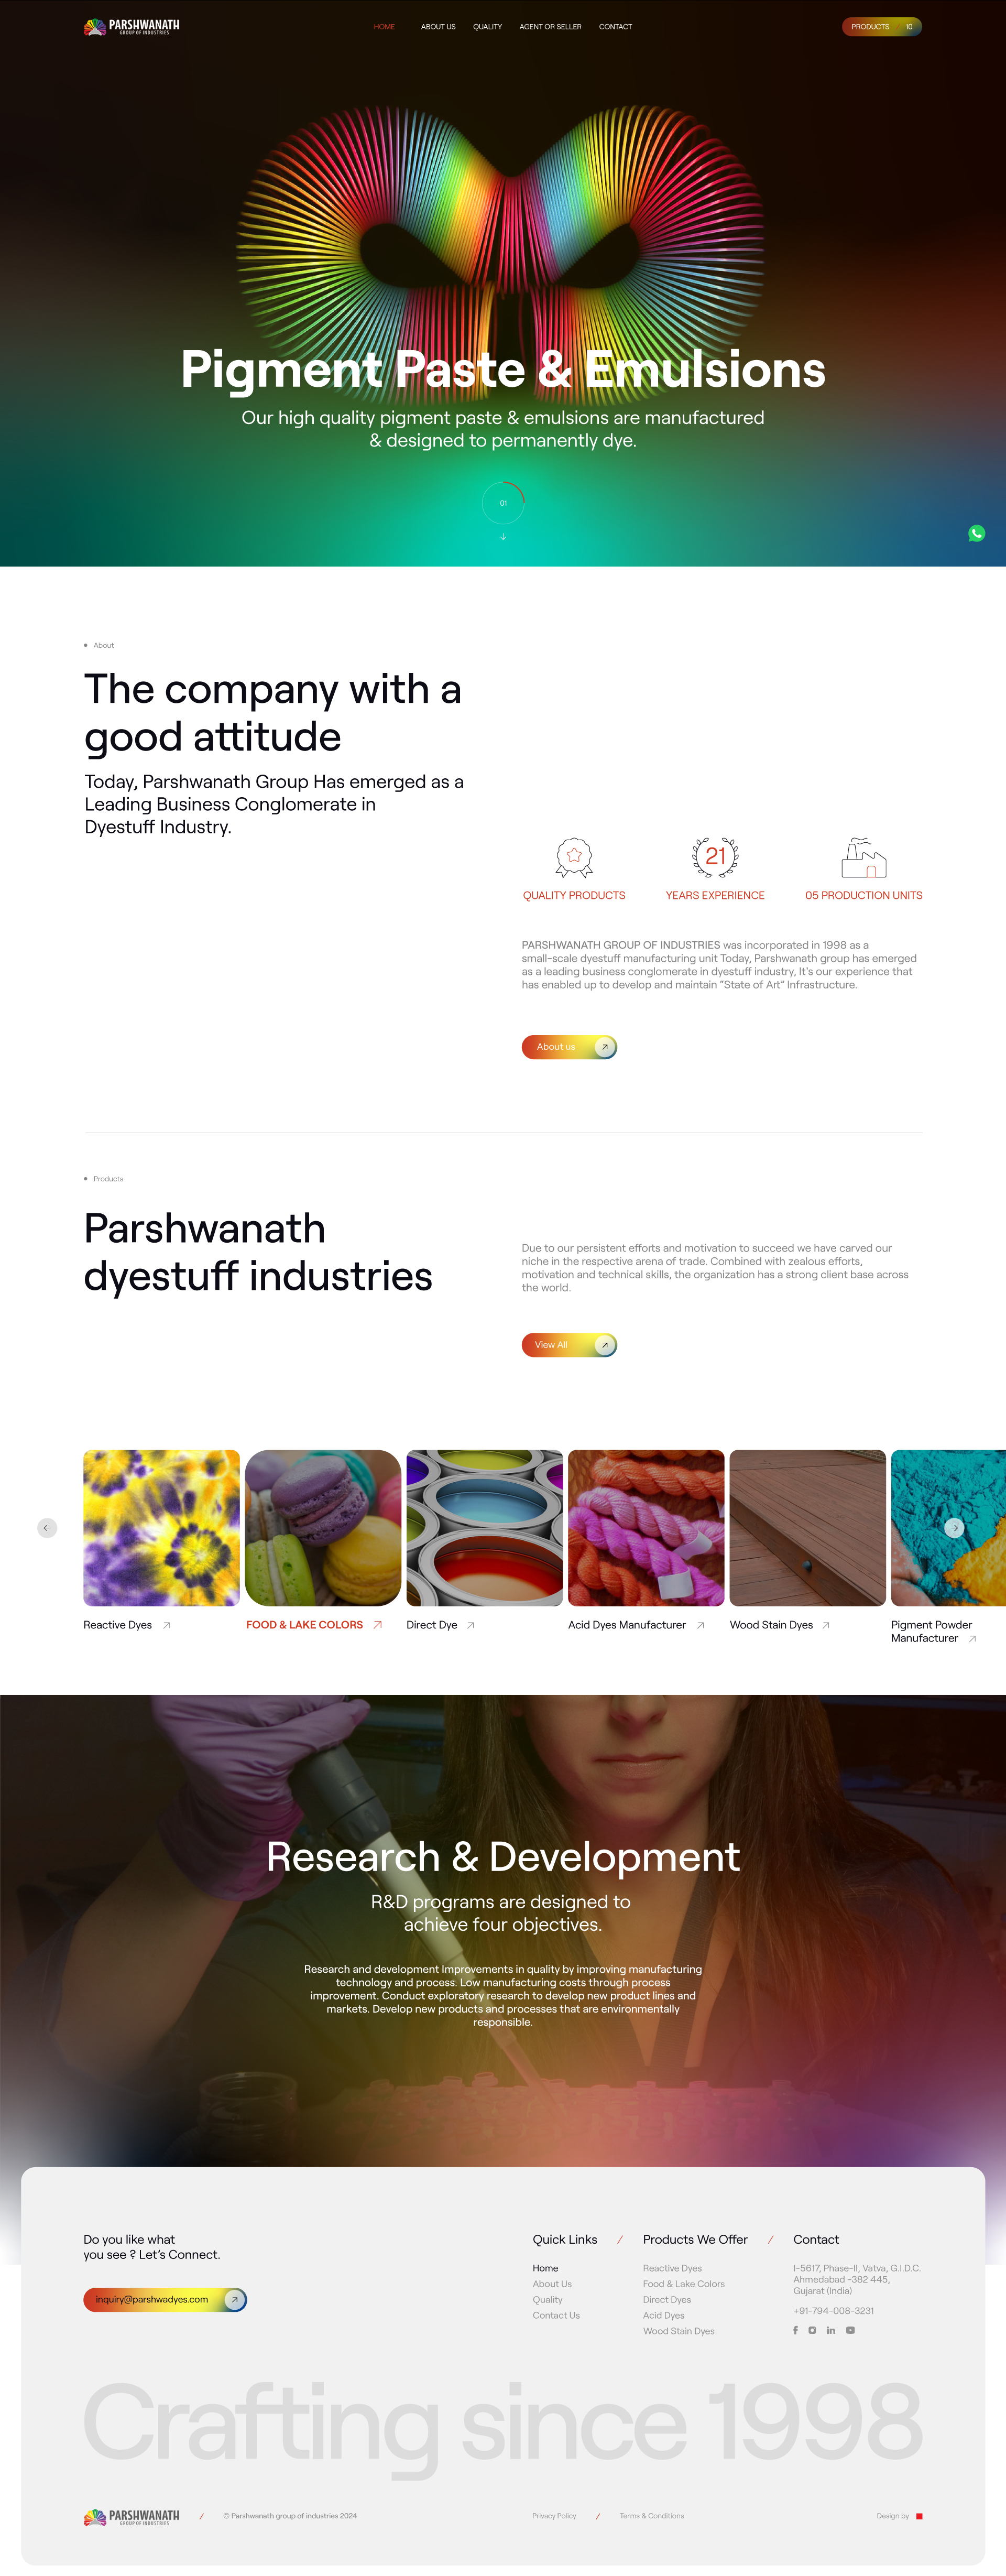 PARSHWANATH
GROUP OF INDUSTRIES
HOME ABOUT US QUALITY AGENT OR SELLER CONTACT
PRODUCTS 10
Pigment Paste & Emulsions
Our high quality pigment paste & emulsions are manufactured
& designed to permanently dye.
01
About
The company with a
good attitude
Today, Parshwanath Group Has emerged as a
Leading Business Conglomerate in
Dyestuff Industry.
21
QUALITY PRODUCTS YEARS EXPERIENCE 05 PRODUCTION UNITS
PARSHWANATH GROUP OF INDUSTRIES was incorporated in 1998 as a
small-scale dyestuff manufacturing unit Today, Parshwanath group has emerged
as a leading business conglomerate in dyestuff industry, It's our experience that
has enabled up to develop and maintain “State of Art” Infrastructure.
About us
Products
Parshwanath
dyestuff industries
Due to our persistent efforts and motivation to succeed we have carved our
niche in the respective arena of trade. Combined with zealous efforts,
motivation and technical skills, the organization has a strong client base across
the world.
View All
Reactive Dyes
FOOD & LAKE COLORS
Direct Dye
Acid Dyes Manufacturer
Wood Stain Dyes
Pigment Powder
Manufacturer
Research & Development
R&D programs are designed to
achieve four objectives.
Research and development Improvements in quality by improving manufacturing
technology and process. Low manufacturing costs through process
improvement. Conduct exploratory research to develop new product lines and
markets. Develop new products and processes that are environmentally
responsible.
Do you like what
you see ? Let’s Connect.
inquiry@parshwadyes.com
Quick Links /
Home
About Us
Quality
Contact Us
Products We Offer /
Reactive Dyes
Food & Lake Colors
Direct Dyes
Acid Dyes
Wood Stain Dyes
Contact
I-5617, Phase-II, Vatva, G.I.D.C.
Ahmedabad -382 445,
Gujarat (India)
+91-794-008-3231
Crafting since 1998
PARSHWANATH
GROUP OF INDUSTRIES
/ © Parshwanath group of industries 2024
Privacy Policy / Terms & Conditions
Design by